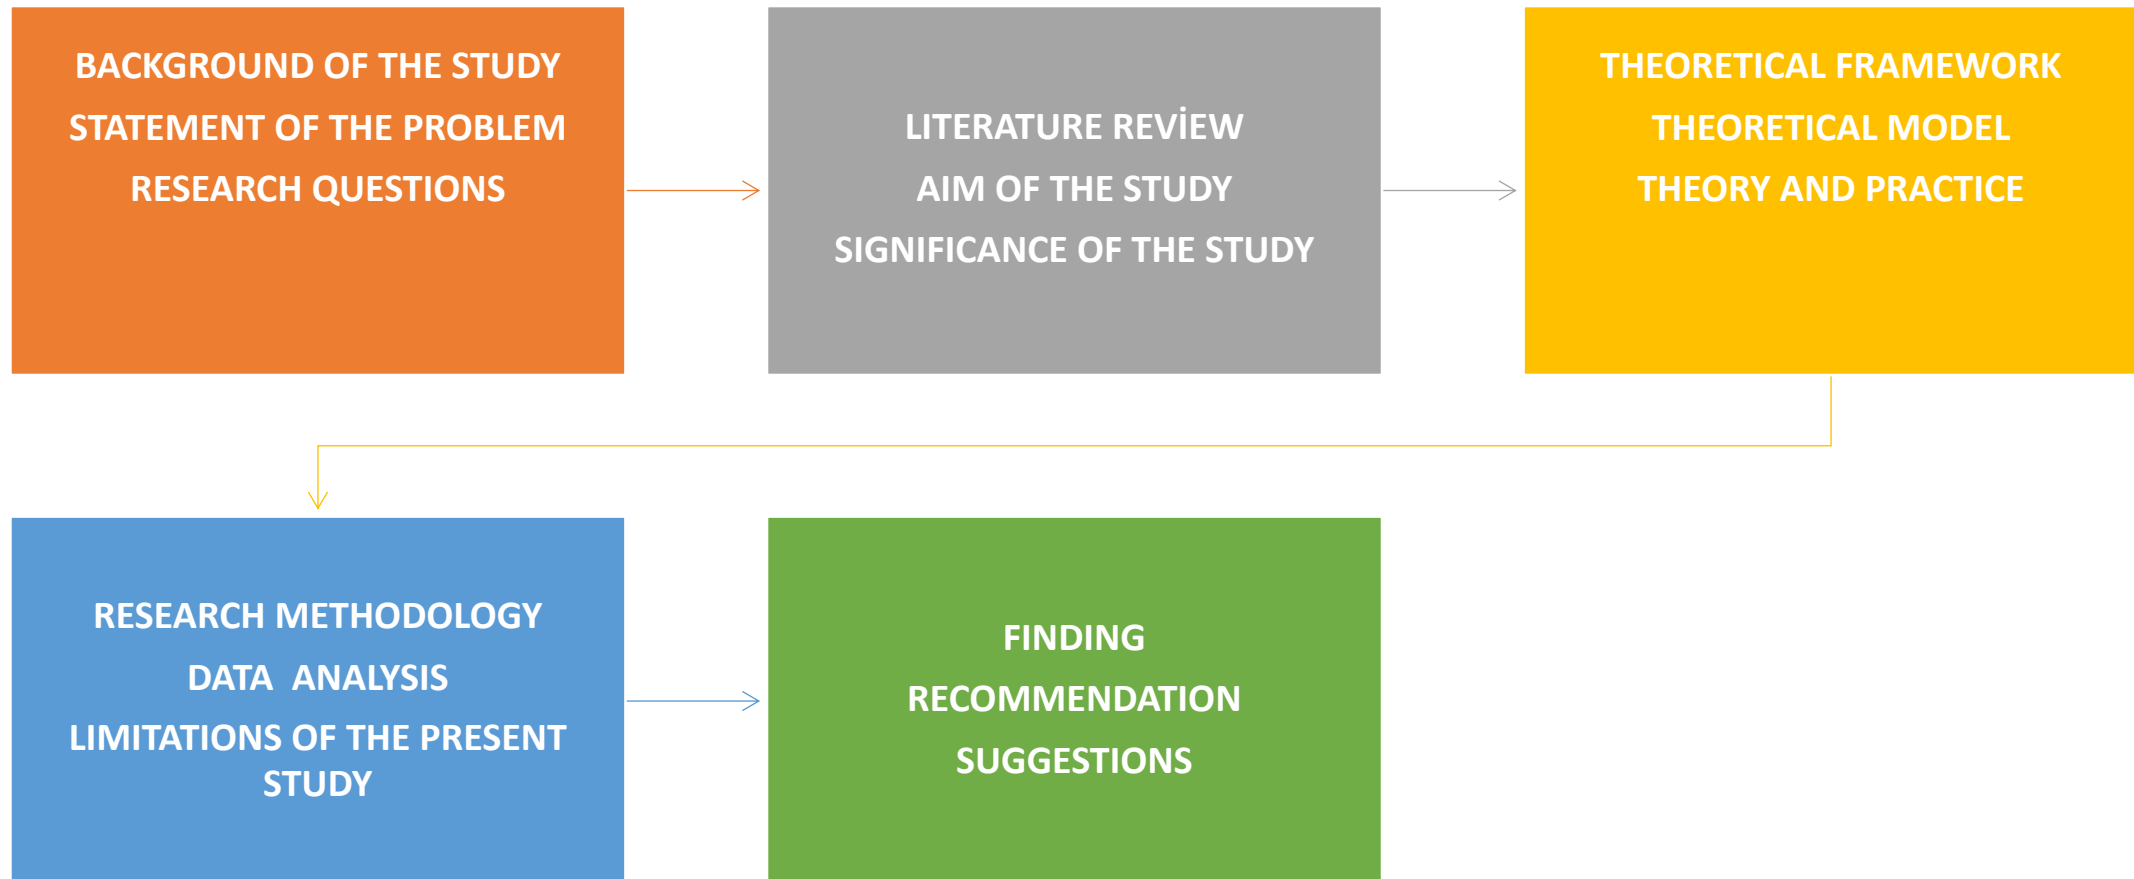 BACKGROUND OF THE STUDY
STATEMENT OF THE PROBLEM
RESEARCH QUESTIONS
LITERATURE REVİEW
AIM OF THE STUDY
SIGNIFICANCE OF THE STUDY
THEORETICAL FRAMEWORK
THEORETICAL MODEL
THEORY AND PRACTICE
RESEARCH METHODOLOGY
DATA  ANALYSIS
LIMITATIONS OF THE PRESENT
STUDY
FINDING
RECOMMENDATION
SUGGESTIONS